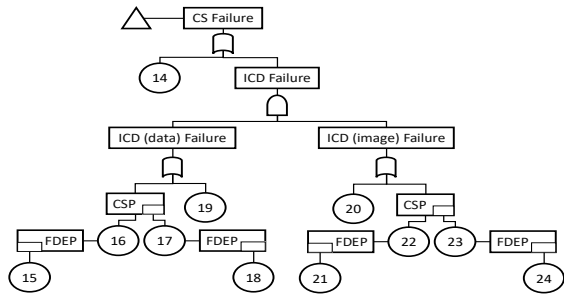 CS Failure
14
ICD Failure
ICD (data) Failure
ICD (image) Failure
CSP
19
20
CSP
FDEP
16
17
FDEP
FDEP
22
23
FDEP
15
18
21
24